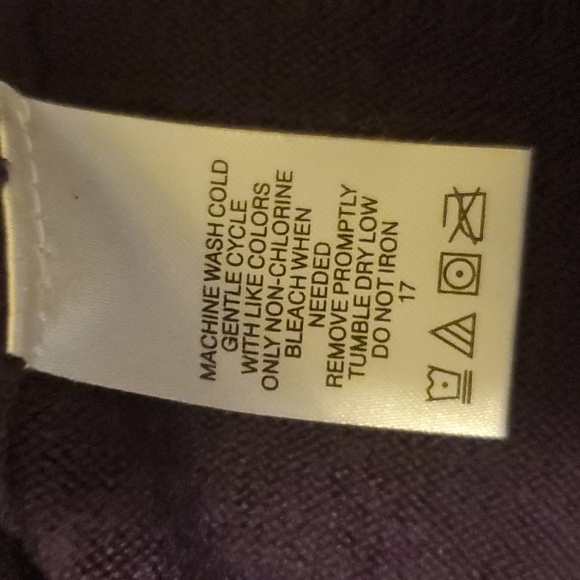 MACHINE WASH COLD
GENTLE CYCLE
WITH LIKE COLORS
ONLY NON-CHLORINE
BLEACH WHEN
NEEDED
REMOVE PROMPTLY
TUMBLE DRY LOW
DO NOT IRON
17